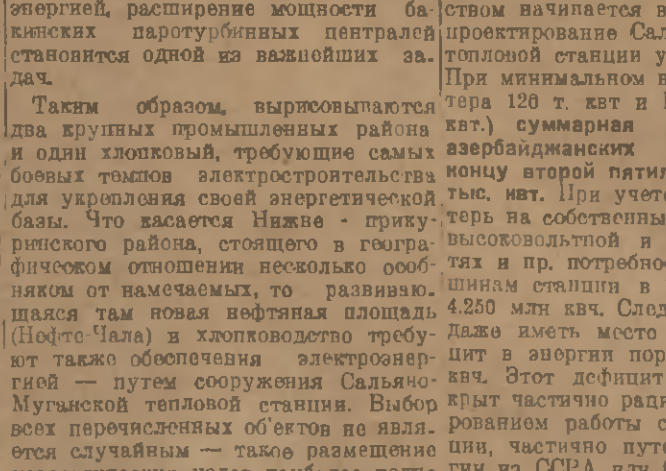 энергией, расширение мощности ба-
кинских паротурбинных централей
становится одной из важнейших за.
дач.
Таким образом, вырисовываются
два крупных промышленных района
и один хлопковый, требующие самых
боевых темпов электростроительства
для укрепления своей энергетической
базы. Что касается Нижне - прику-
ринского района, стоящего в геогра-
фическом отношении несколько особ-
няком от намечаемых, то развиваю.
щаяся там новая нефтяная площадь
(Нефте-Чала) и хлопководство требу-
ют также обеспечения электроэнер-
гией — путем сооружения Сальяно-
Муганской тепловой станции. Выбор
всех перечисленных об'ектов не явля.
ется случайным — такое размещение
ством начинается в
проектирование Сал
топловой станции у
При минимальном в
тера 120 т. квт и
квт.) суммарная
азербайджанских
концу второй пятил
тыс. квт. При учете
терь на собственны
высоковольтной и
тях и пр. потребно
шинам станции в
4.250 млн квч. След
даже иметь место
цит в энергии пор
квч. Этот дефицит
крыт частично раци
рованием работы с
ции, частично путе
гии из ССРА или